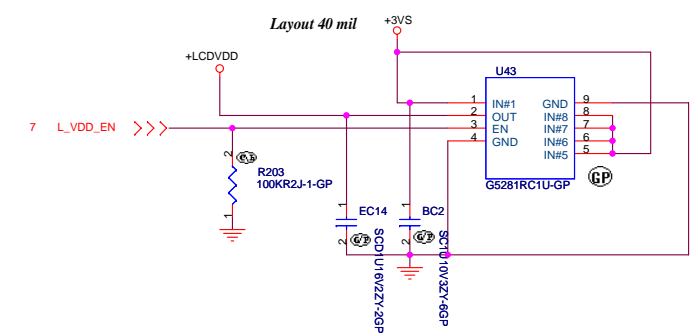 Layout 40 mil
+3VS
+LCDVDD
U43
1 IN#1 GND 9
2 OUT IN#8 8
3 EN IN#7 7
4 GND IN#6 6
IN#5 5
7 L_VDD_EN
G5281RC1U-GP
GP
2
R203
100KR2J-1-GP
1
1
EC14
2
SCD1U16V2ZY-2GP
1
BC2
2
SC1U10V3ZY-6GP